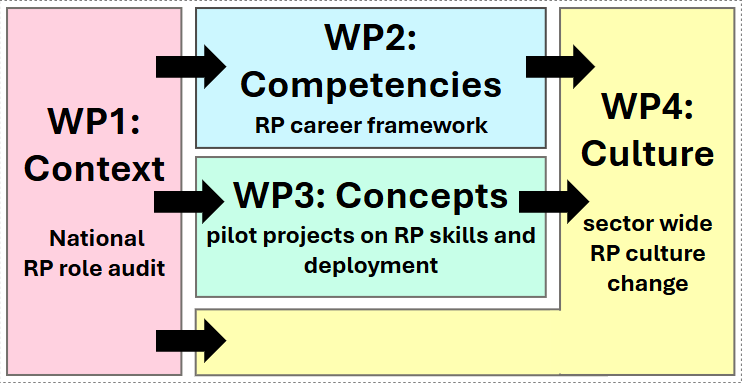 WP1:
Context
National
RP role audit
WP2:
Competencies
RP career framework
WP3: Concepts
pilot projects on RP skills and
deployment
WP4:
Culture
sector wide
RP culture
change